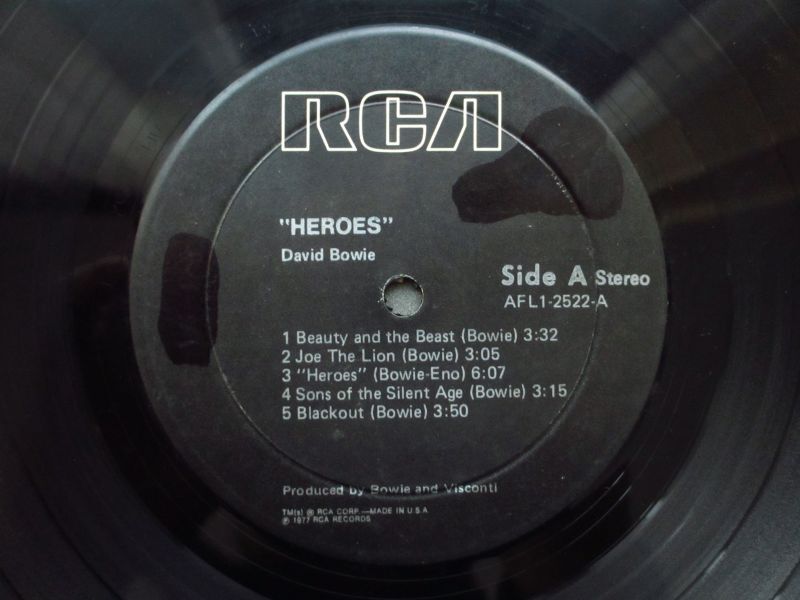 RCA
"HEROES"
David Bowie
Side A Stereo
AFL1-2522-A
1 Beauty and the Beast (Bowie) 3:32
2 Joe The Lion (Bowie) 3:05
3 "Heroes" (Bowie-Eno) 6:07
4 Sons of the Silent Age (Bowie) 3:15
5 Blackout (Bowie) 3:50
Produced by Bowie and Visconti
TM(s) ® RCA CORP.—MADE IN U.S.A
℗ 1977 RCA RECORDS